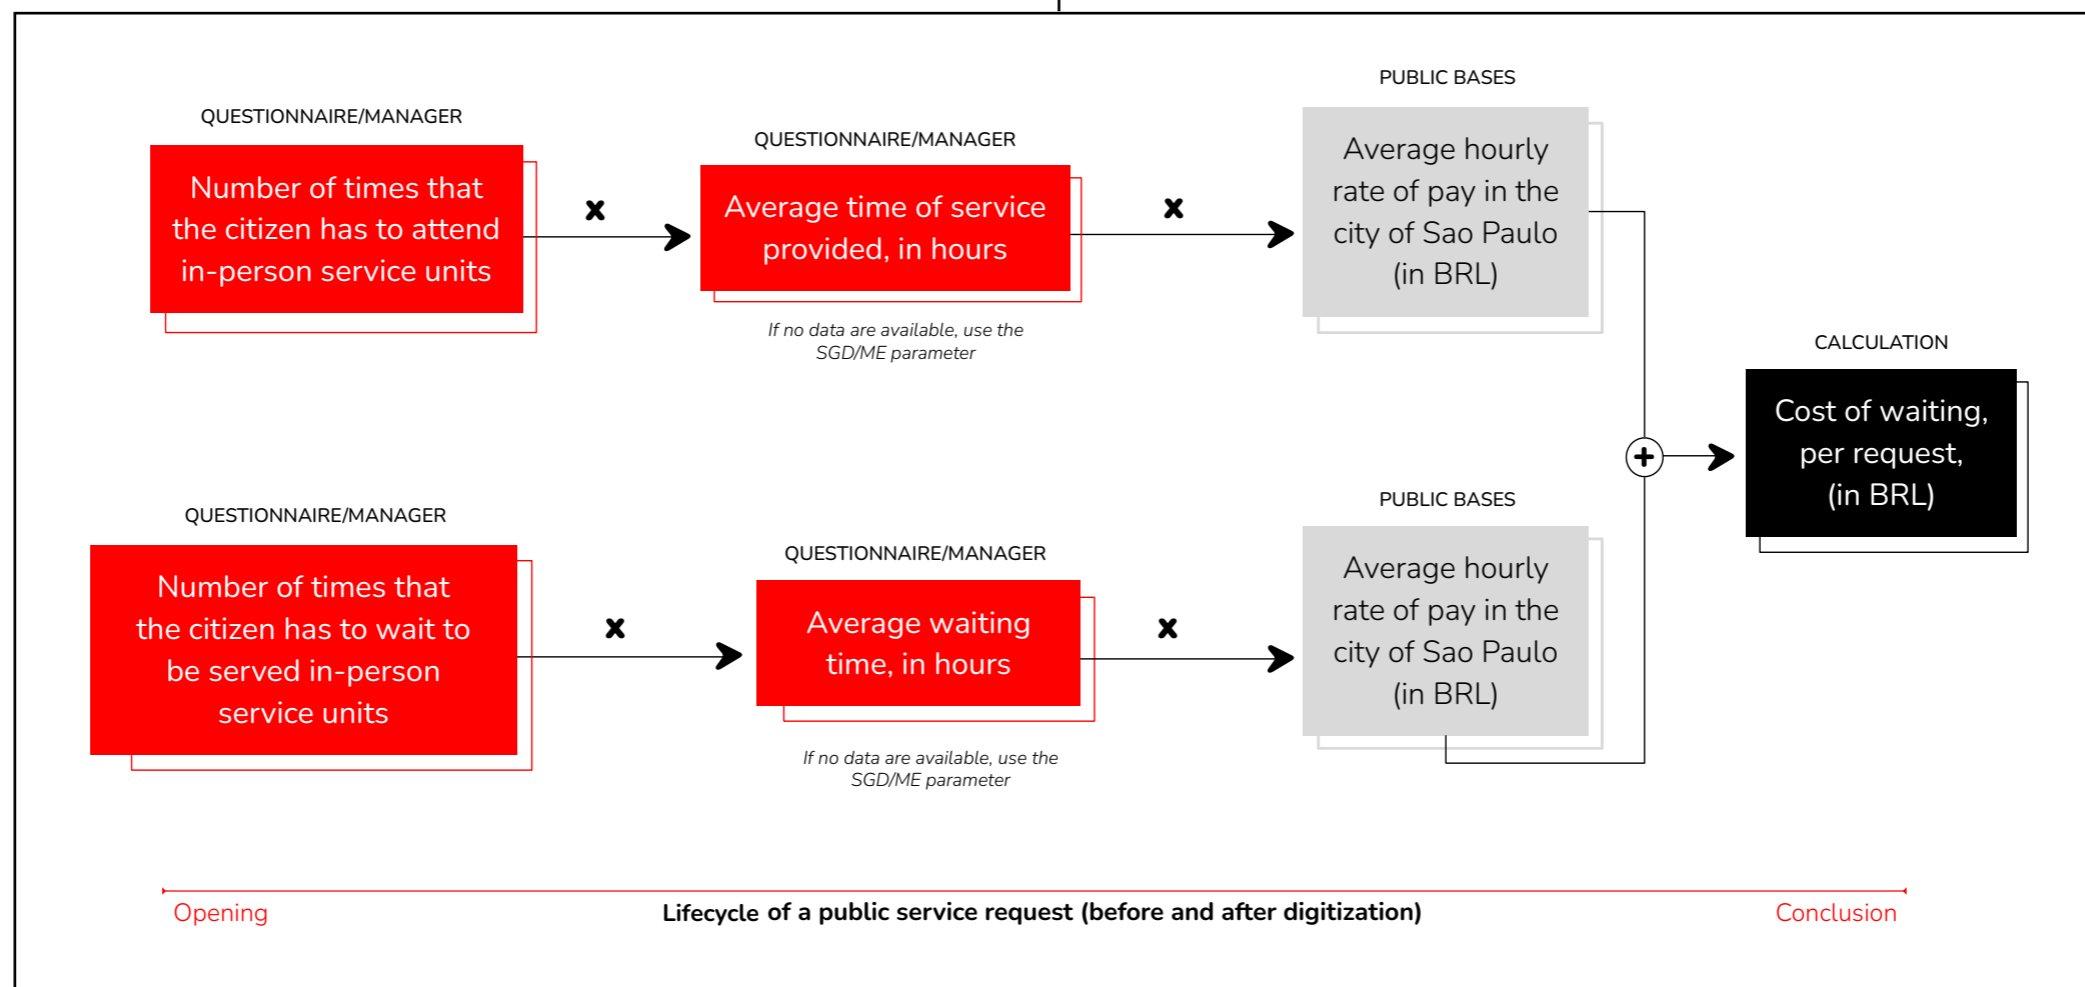 QUESTIONNAIRE/MANAGER
Number of times that
the citizen has to attend
in-person service units
x
QUESTIONNAIRE/MANAGER
Average time of service
provided, in hours
If no data are available, use the
SGD/ME parameter
x
PUBLIC BASES
Average hourly
rate of pay in the
city of Sao Paulo
(in BRL)
QUESTIONNAIRE/MANAGER
Number of times that
the citizen has to wait to
be served in-person
service units
x
QUESTIONNAIRE/MANAGER
Average waiting
time, in hours
If no data are available, use the
SGD/ME parameter
x
PUBLIC BASES
Average hourly
rate of pay in the
city of Sao Paulo
(in BRL)
+
CALCULATION
Cost of waiting,
per request,
(in BRL)
Opening
Lifecycle of a public service request (before and after digitization)
Conclusion